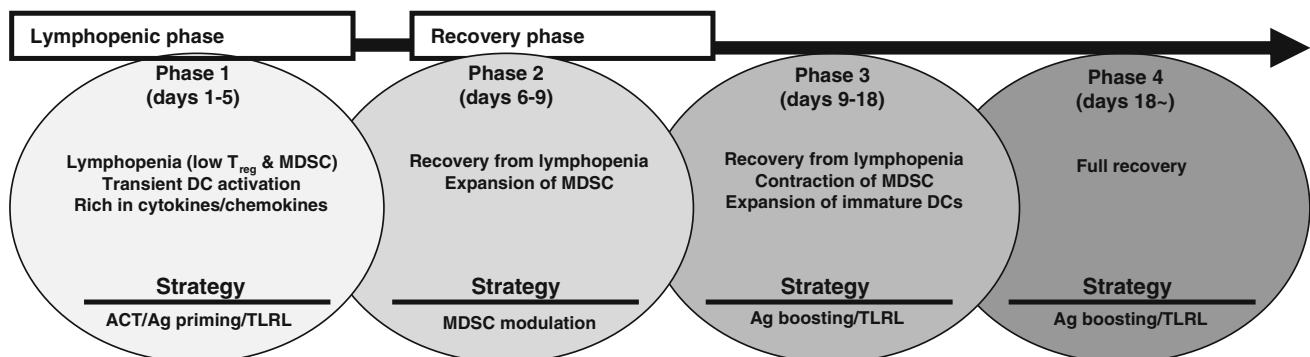 Lymphopenic phase
Recovery phase
Phase 1
(days 1-5)
Lymphopenia (low Treg & MDSC)
Transient DC activation
Rich in cytokines/chemokines
Strategy
ACT/Ag priming/TLRL
Phase 2
(days 6-9)
Recovery from lymphopenia
Expansion of MDSC
Strategy
MDSC modulation
Phase 3
(days 9-18)
Recovery from lymphopenia
Contraction of MDSC
Expansion of immature DCs
Strategy
Ag boosting/TLRL
Phase 4
(days 18~)
Full recovery
Strategy
Ag boosting/TLRL